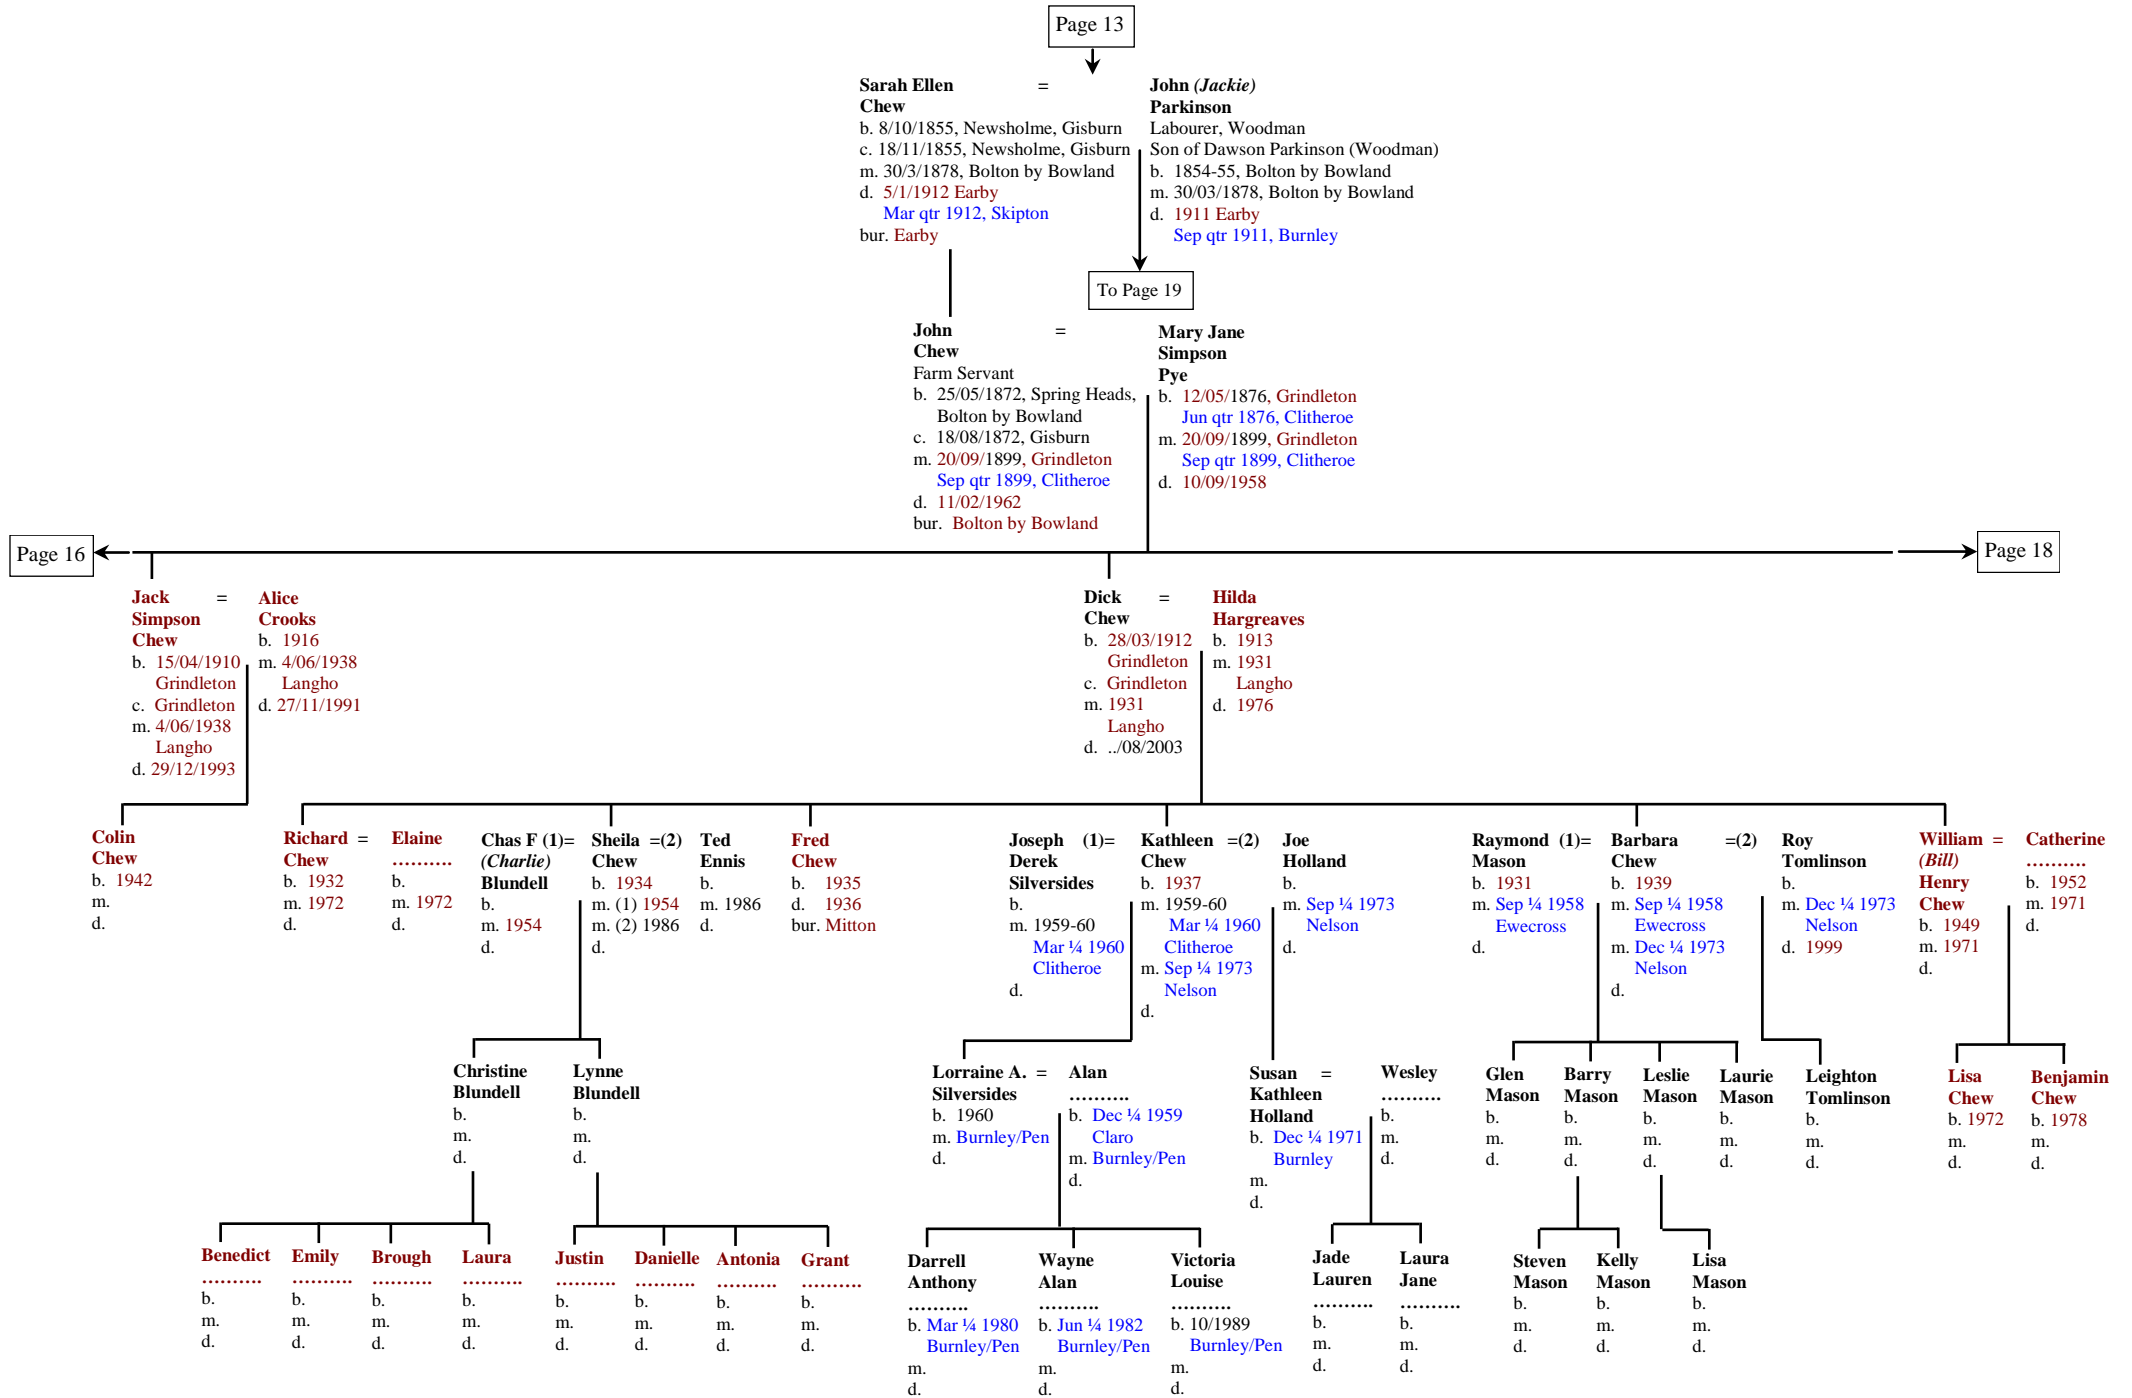 Page 13
Sarah Ellen =
Chew
b. 8/10/1855, Newsholme, Gisburn
c. 18/11/1855, Newsholme, Gisburn
m. 30/3/1878, Bolton by Bowland
d. 5/1/1912 Earby
Mar qtr 1912, Skipton
bur. Earby
John (Jackie)
Parkinson
Labourer, Woodman
Son of Dawson Parkinson (Woodman)
b. 1854-55, Bolton by Bowland
m. 30/03/1878, Bolton by Bowland
d. 1911 Earby
Sep qtr 1911, Burnley
To Page 19
John =
Chew
Farm Servant
b. 25/05/1872, Spring Heads,
Bolton by Bowland
c. 18/08/1872, Gisburn
m. 20/09/1899, Grindleton
Sep qtr 1899, Clitheroe
d. 11/02/1962
bur. Bolton by Bowland
Mary Jane
Simpson
Pye
b. 12/05/1876, Grindleton
Jun qtr 1876, Clitheroe
m. 20/09/1899, Grindleton
Sep qtr 1899, Clitheroe
d. 10/09/1958
Page 16
Page 18
Jack =
Simpson
Chew
b. 15/04/1910
Grindleton
c. Grindleton
m. 4/06/1938
Langho
d. 29/12/1993
Alice
Crooks
b. 1916
m. 4/06/1938
Langho
d. 27/11/1991
Dick =
Chew
b. 28/03/1912
Grindleton
c. Grindleton
m. 1931
Langho
d. ../08/2003
Hilda
Hargreaves
b. 1913
m. 1931
Langho
d. 1976
Colin
Chew
b. 1942
m.
d.
Richard =
Chew
b. 1932
m. 1972
d.
Elaine
..........
b.
m. 1972
d.
Chas F (1)=
(Charlie)
Blundell
b.
m. 1954
d.
Sheila =(2)
Chew
b. 1934
m. (1) 1954
m. (2) 1986
d.
Ted
Ennis
b.
m. 1986
d.
Fred
Chew
b. 1935
d. 1936
bur. Mitton
Joseph (1)=
Derek
Silversides
b.
m. 1959-60
Mar ¼ 1960
Clitheroe
d.
Kathleen =(2)
Chew
b. 1937
m. 1959-60
Mar ¼ 1960
Clitheroe
m. Sep ¼ 1973
Nelson
d.
Joe
Holland
b.
m. Sep ¼ 1973
Nelson
d.
Raymond (1)=
Mason
b. 1931
m. Sep ¼ 1958
Ewecross
d.
Barbara =(2)
Chew
b. 1939
m. Sep ¼ 1958
Ewecross
m. Dec ¼ 1973
Nelson
d.
Roy
Tomlinson
b.
m. Dec ¼ 1973
Nelson
d. 1999
William =
(Bill)
Henry
Chew
b. 1949
m. 1971
d.
Catherine
..........
b. 1952
m. 1971
d.
Christine
Blundell
b.
m.
d.
Lynne
Blundell
b.
m.
d.
Lorraine A. =
Silversides
b. 1960
m. Burnley/Pen
d.
Alan
..........
b. Dec ¼ 1959
Claro
m. Burnley/Pen
d.
Susan =
Kathleen
Holland
b. Dec ¼ 1971
Burnley
m.
d.
Wesley
..........
b.
m.
d.
Glen
Mason
b.
m.
d.
Barry
Mason
b.
m.
d.
Leslie
Mason
b.
m.
d.
Laurie
Mason
b.
m.
d.
Leighton
Tomlinson
b.
m.
d.
Lisa
Chew
b. 1972
m.
d.
Benjamin
Chew
b. 1978
m.
d.
Benedict
..........
b.
m.
d.
Emily
..........
b.
m.
d.
Brough
..........
b.
m.
d.
Laura
..........
b.
m.
d.
Justin
..........
b.
m.
d.
Danielle
..........
b.
m.
d.
Antonia
..........
b.
m.
d.
Grant
..........
b.
m.
d.
Darrell
Anthony
..........
b. Mar ¼ 1980
Burnley/Pen
m.
d.
Wayne
Alan
..........
b. Jun ¼ 1982
Burnley/Pen
m.
d.
Victoria
Louise
..........
b. 10/1989
Burnley/Pen
m.
d.
Jade
Lauren
..........
b.
m.
d.
Laura
Jane
..........
b.
m.
d.
Steven
Mason
b.
m.
d.
Kelly
Mason
b.
m.
d.
Lisa
Mason
b.
m.
d.